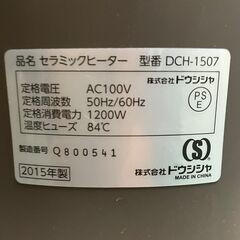 品名 セラミックヒーター 型番 DCH-1507
定格電圧 AC100V
定格周波数 50Hz/60Hz
定格消費電力 1200W
温度ヒューズ 84℃
製造番号 Q800541
2015年製
株式会社 ドウシシャ
PS
E
S
株式会社 ドウシシャ
MADE IN CHINA